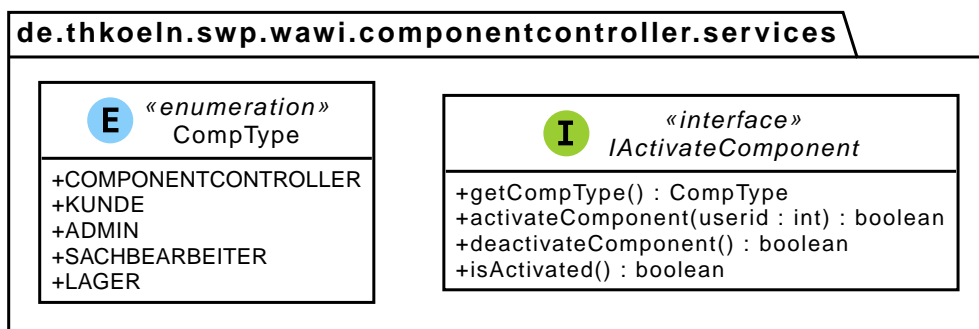 de.thkoeln.swp.wawi.componentcontroller.services
E
«enumeration»
CompType
+COMPONENTCONTROLLER
+KUNDE
+ADMIN
+SACHBEARBEITER
+LAGER
I
«interface»
IActivateComponent
+getCompType() : CompType
+activateComponent(userid : int) : boolean
+deactivateComponent() : boolean
+isActivated() : boolean